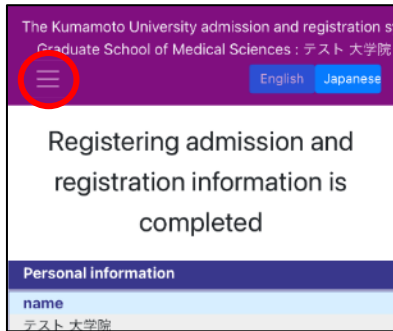 The Kumamoto University admission and registration
Graduate School of Medical Sciences : テスト 大学院
English Japanese
Registering admission and
registration information is
completed
Personal information
name
テスト 大学院